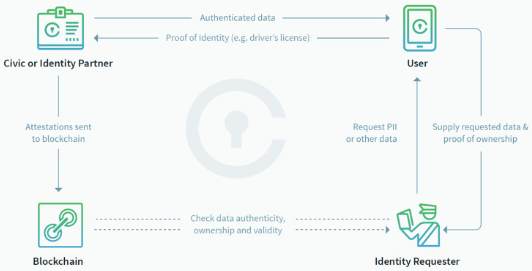 Authenticated data
Proof of Identity (e.g. driver's license)
Civic or Identity Partner
User
Attestations sent
to blockchain
Request PII
or other data
Supply requested data &
proof of ownership
Check data authenticity,
ownership and validity
Blockchain
Identity Requester